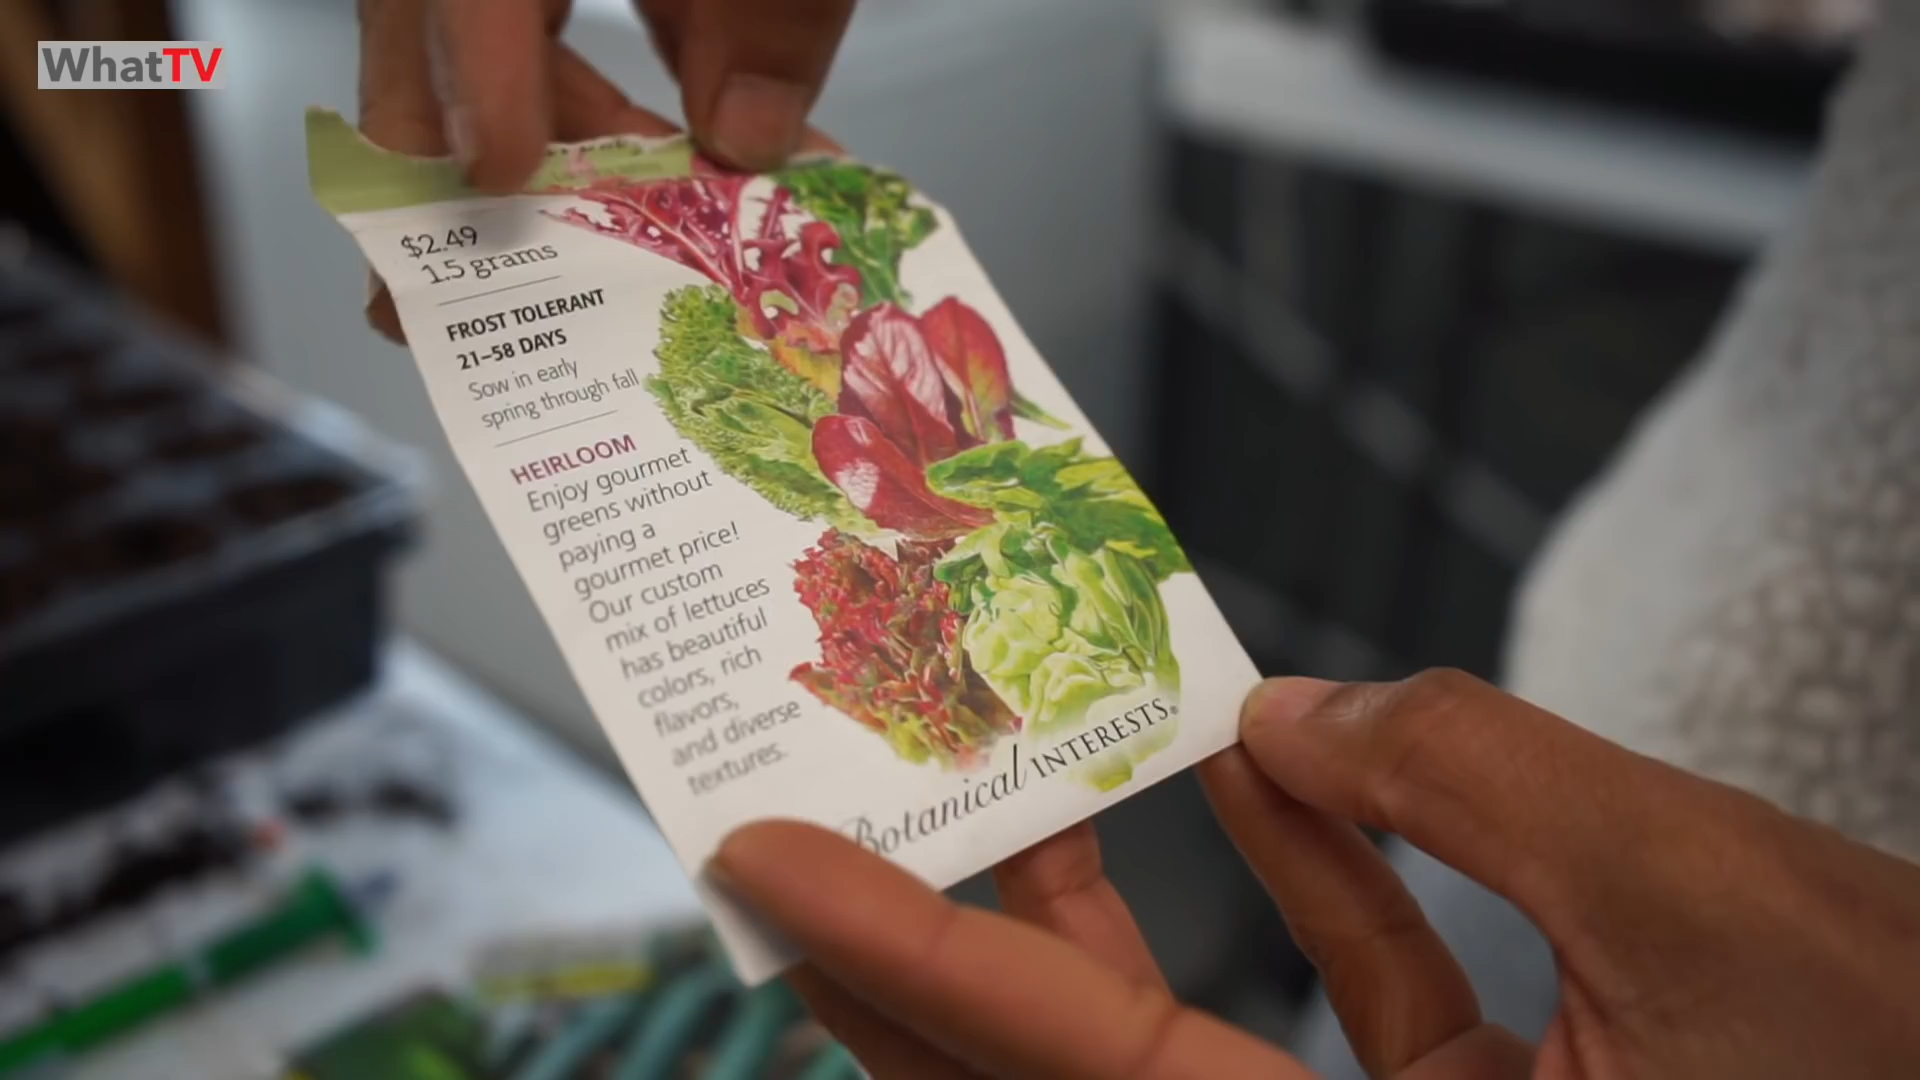 WhatTV
$2.49
1.5 grams
FROST TOLERANT
21–58 DAYS
Sow in early
spring through fall
HEIRLOOM
Enjoy gourmet
greens without
paying a
gourmet price!
Our custom
mix of lettuces
has beautiful
colors, rich
flavors,
and diverse
textures.
Botanical INTERESTS®